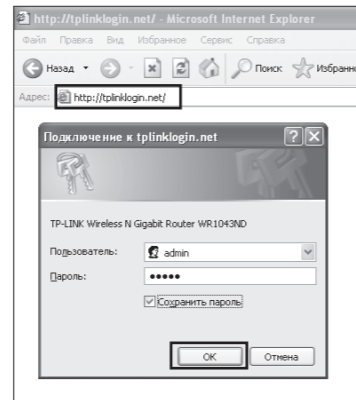 http://tplinklogin.net/ - Microsoft Internet Explorer
Файл Правка Вид Избранное Сервис Справка
Назад Поиск Избранно
Адрес: http://tplinklogin.net/
Подключение к tplinklogin.net
TP-LINK Wireless N Gigabit Router WR1043ND
Пользователь: admin
Пароль: •••••
Сохранить пароль
OK Отмена